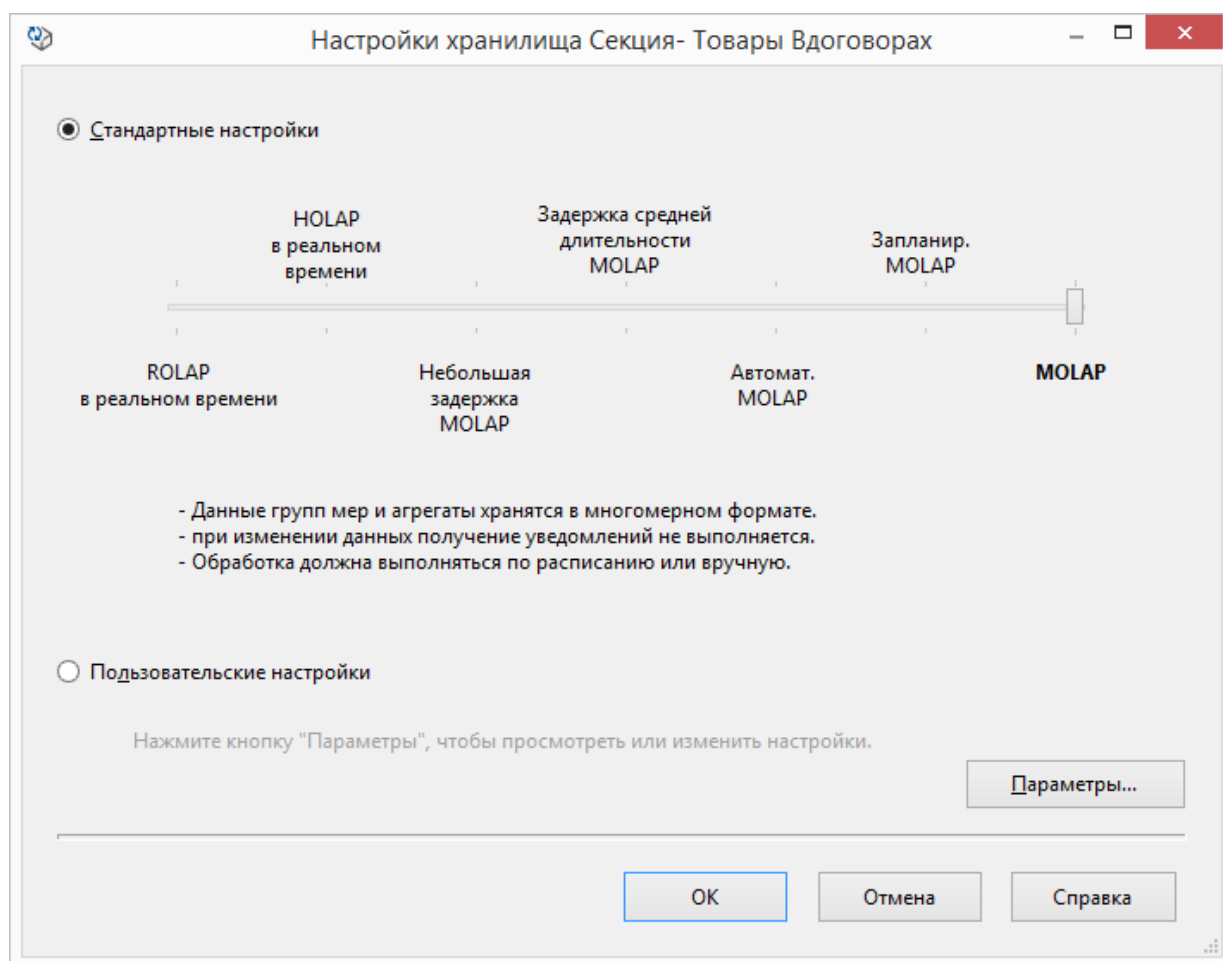 Настройки хранилища Секция- Товары Вдоговорах
Стандартные настройки
HOLAP
в реальном
времени
Задержка средней
длительности
MOLAP
Запланир.
MOLAP
ROLAP
в реальном времени
Небольшая
задержка
MOLAP
Автомат.
MOLAP
MOLAP
- Данные групп мер и агрегаты хранятся в многомерном формате.
- при изменении данных получение уведомлений не выполняется.
- Обработка должна выполняться по расписанию или вручную.
Пользовательские настройки
Нажмите кнопку "Параметры", чтобы просмотреть или изменить настройки.
Параметры...
ОК
Отмена
Справка